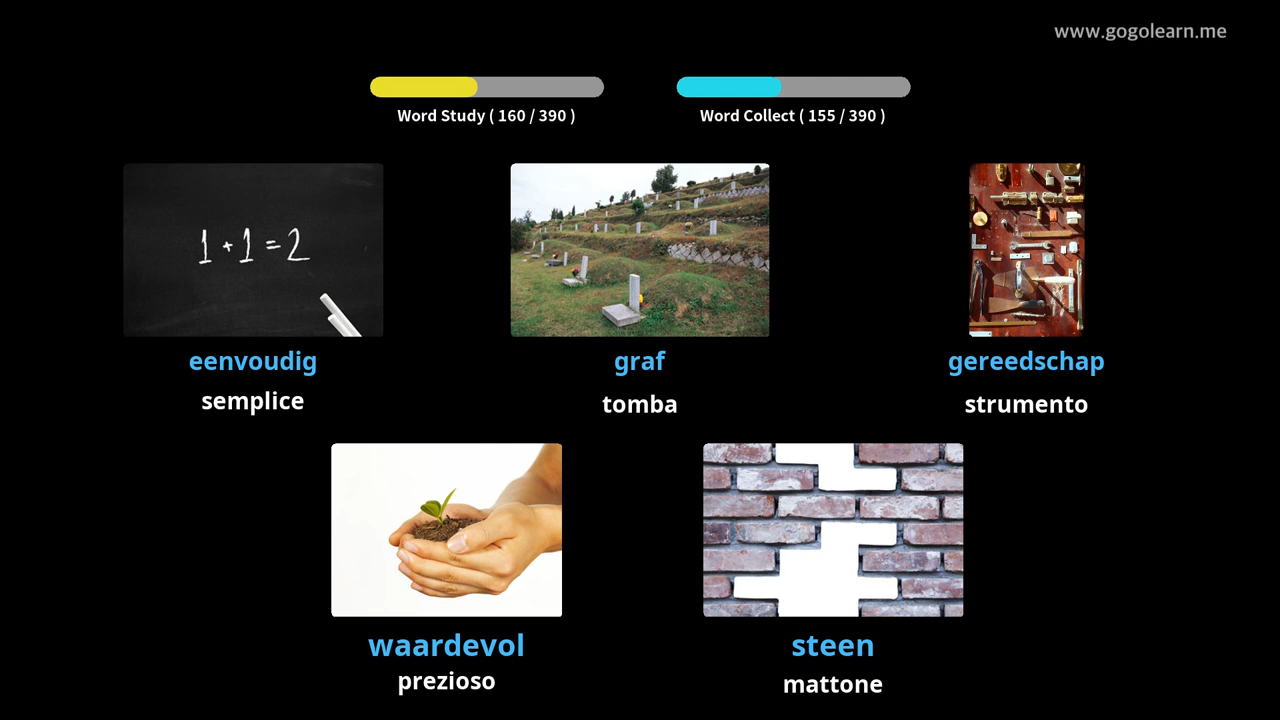 www.gogolearn.me
Word Study ( 160 / 390 )
Word Collect ( 155 / 390 )
1 + 1 = 2
eenvoudig
semplice
graf
tomba
gereedschap
strumento
waardevol
prezioso
steen
mattone